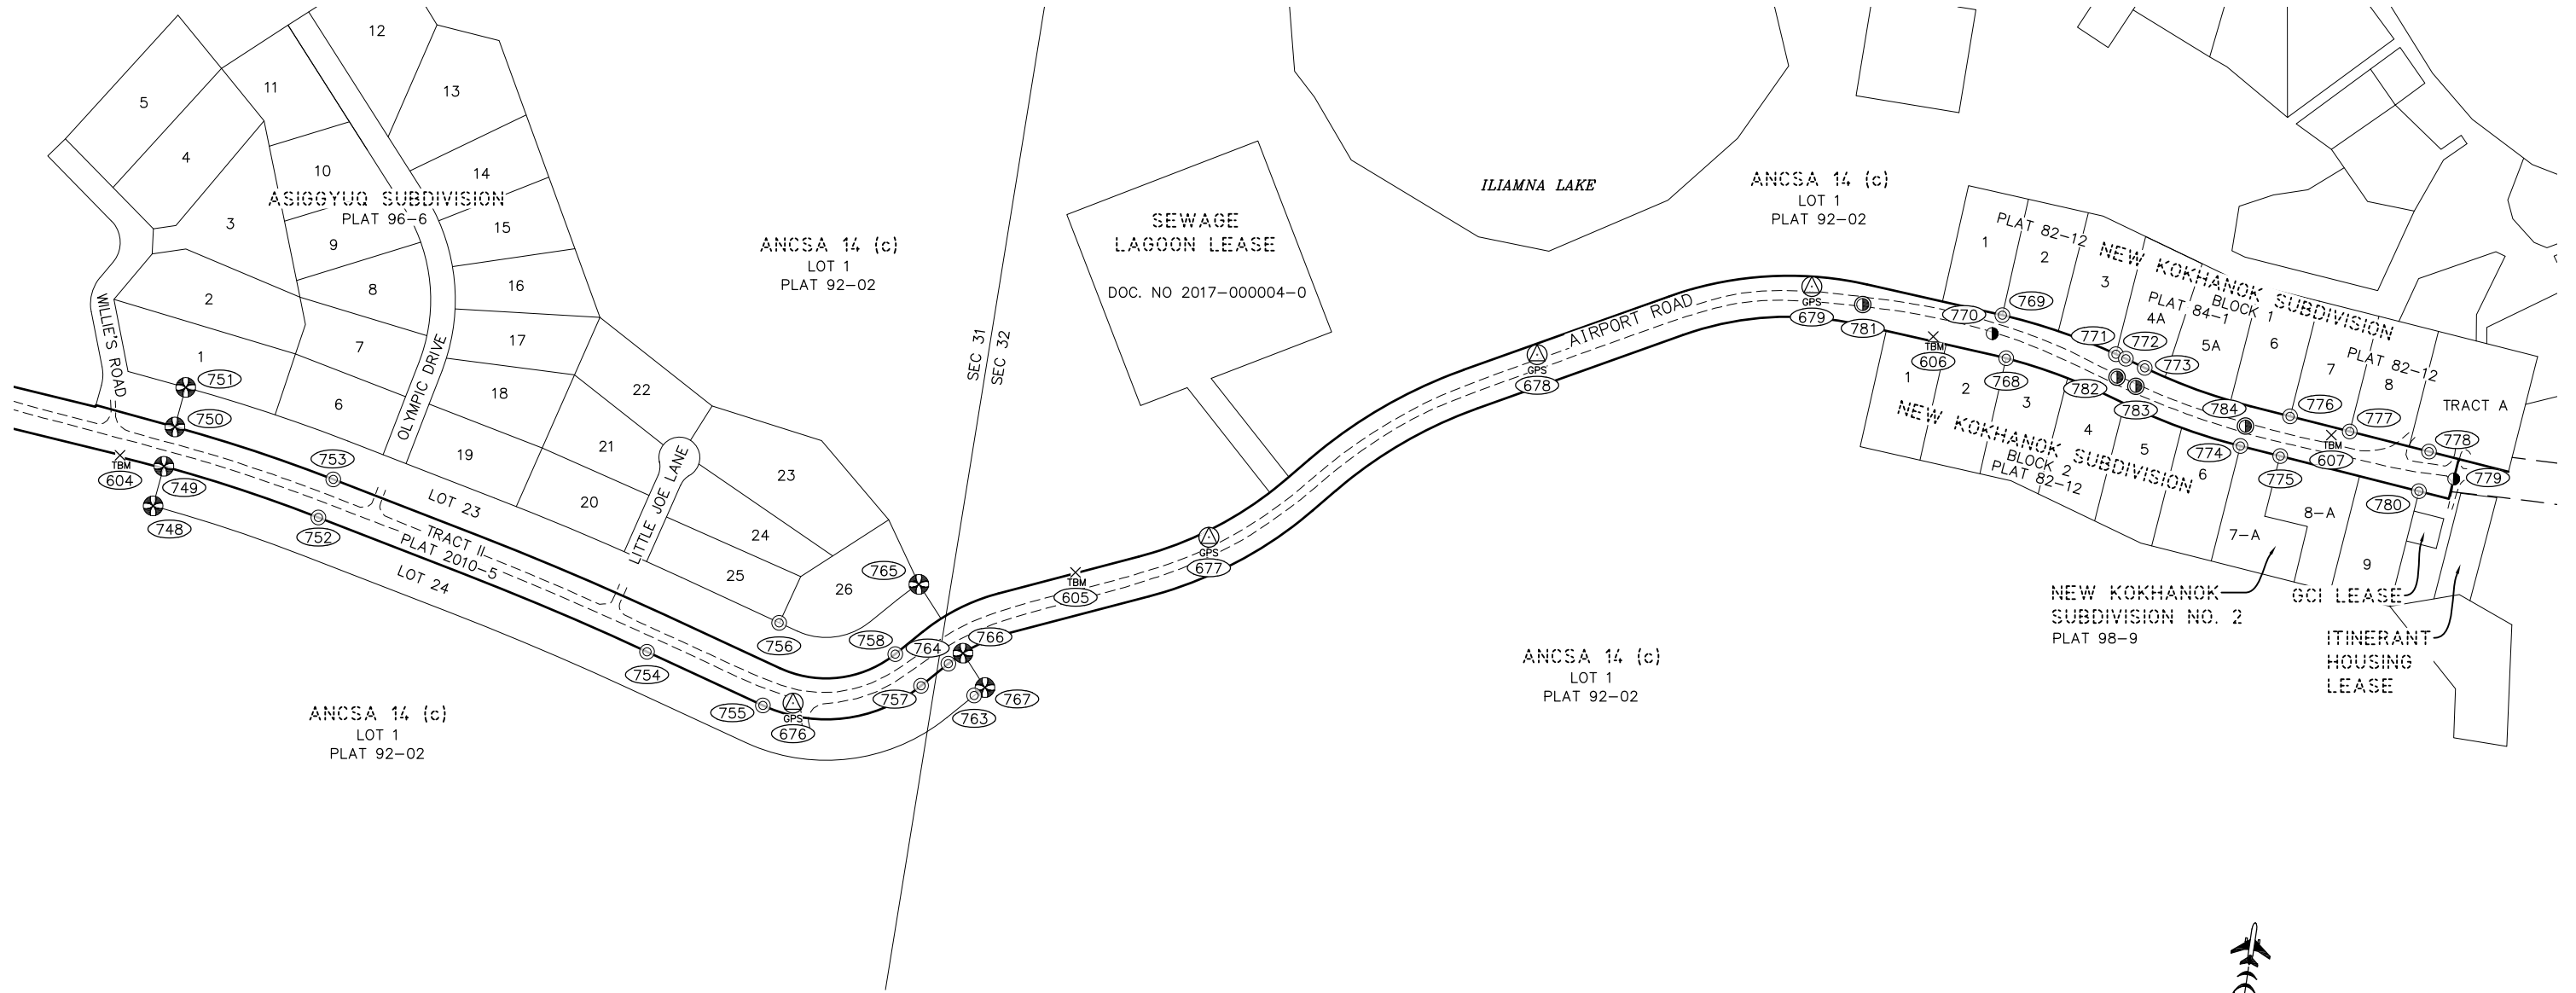 12
11
5
13
4
10
14
ASIGGYUQ SUBDIVISION
PLAT 96-6
3
9
15
8
16
2
7
17
1
18
6
19
22
21
20
23
24
25
26
WILLIE'S ROAD
OLYMPIC DRIVE
LITTLE JOE LANE
LOT 23
TRACT II
PLAT 2010-5
LOT 24
751
750
TBM
604
749
748
753
752
754
755
756
GPS
676
758
757
765
764
766
763
767
ANCSA 14 (c)
LOT 1
PLAT 92-02
ANCSA 14 (c)
LOT 1
PLAT 92-02
SEC 31
SEC 32
SEWAGE
LAGOON LEASE
DOC. NO 2017-000004-0
ILIAMNA LAKE
ANCSA 14 (c)
LOT 1
PLAT 92-02
ANCSA 14 (c)
LOT 1
PLAT 92-02
TBM
605
GPS
677
GPS
678
AIRPORT ROAD
GPS
679
781
TBM
606
770
769
768
771
772
773
782
783
784
774
775
776
TBM
607
777
778
779
780
PLAT 82-12
NEW KOKHANOK SUBDIVISION
BLOCK 1
PLAT 84-1
PLAT 82-12
1
2
3
4A
5A
6
7
8
TRACT A
NEW KOKHANOK SUBDIVISION
BLOCK 2
PLAT 82-12
1
2
3
4
5
6
7-A
8-A
9
NEW KOKHANOK
SUBDIVISION NO. 2
PLAT 98-9
GCI LEASE
ITINERANT
HOUSING
LEASE